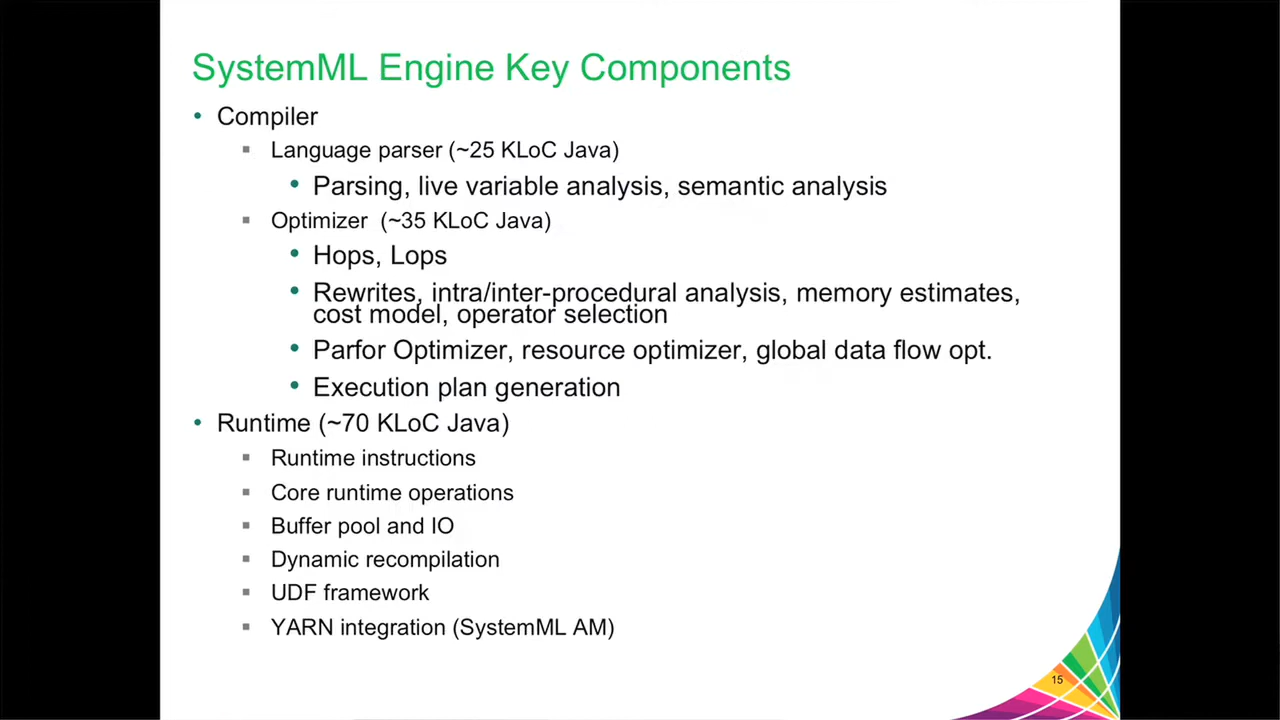 SystemML Engine Key Components
• Compiler
▪ Language parser (~25 KLoC Java)
• Parsing, live variable analysis, semantic analysis
▪ Optimizer (~35 KLoC Java)
• Hops, Lops
• Rewrites, intra/inter-procedural analysis, memory estimates,
cost model, operator selection
• Parfor Optimizer, resource optimizer, global data flow opt.
• Execution plan generation
• Runtime (~70 KLoC Java)
▪ Runtime instructions
▪ Core runtime operations
▪ Buffer pool and IO
▪ Dynamic recompilation
▪ UDF framework
▪ YARN integration (SystemML AM)
15